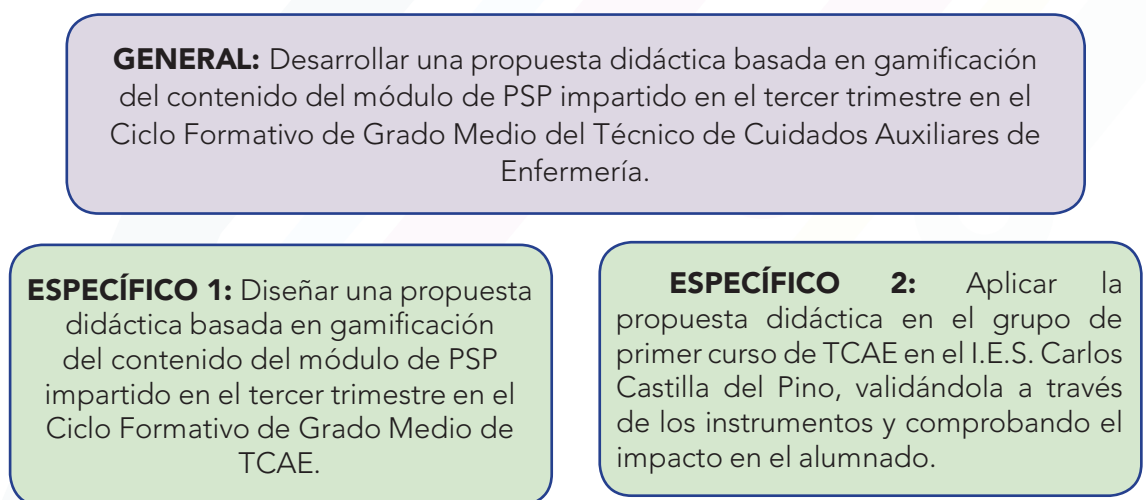 GENERAL: Desarrollar una propuesta didáctica basada en gamificación
del contenido del módulo de PSP impartido en el tercer trimestre en el
Ciclo Formativo de Grado Medio del Técnico de Cuidados Auxiliares de
Enfermería.
ESPECÍFICO 1: Diseñar una propuesta
didáctica basada en gamificación
del contenido del módulo de PSP
impartido en el tercer trimestre en el
Ciclo Formativo de Grado Medio de
TCAE.
ESPECÍFICO 2: Aplicar la
propuesta didáctica en el grupo de
primer curso de TCAE en el I.E.S. Carlos
Castilla del Pino, validándola a través
de los instrumentos y comprobando el
impacto en el alumnado.